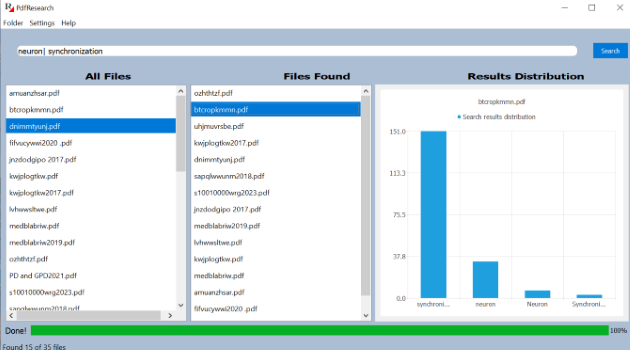 PdfResearch
Folder Settings Help
neuron| synchronization
Search
All Files
amuanzhsar.pdf
btcropkmmn.pdf
dnimmtyunj.pdf
fifvucywwi2020 .pdf
jnzdodgipo 2017.pdf
kwjplogtkw.pdf
kwjplogtkw2017.pdf
lvhwwsltwe.pdf
medblabriw.pdf
medblabriw2019.pdf
ozhthtzf.pdf
PD and GPD2021.pdf
s10010000wrg2023.pdf
sapqlwwunm2018.pdf
Files Found
ozhthtzf.pdf
btcropkmmn.pdf
uhjmuvrsbe.pdf
kwjplogtkw2017.pdf
dnimmtyunj.pdf
sapqlwwunm2018.pdf
s10010000wrg2023.pdf
jnzdodgipo 2017.pdf
lvhwwsltwe.pdf
medblabriw2019.pdf
kwjplogtkw.pdf
medblabriw.pdf
amuanzhsar.pdf
fifvucywwi2020 .pdf
Results Distribution
btcropkmmn.pdf
Search results distribution
151.0
113.3
75.5
37.8
0.0
synchroni... neuron Neuron Synchroni...
Done! 100%
Found 15 of 35 files